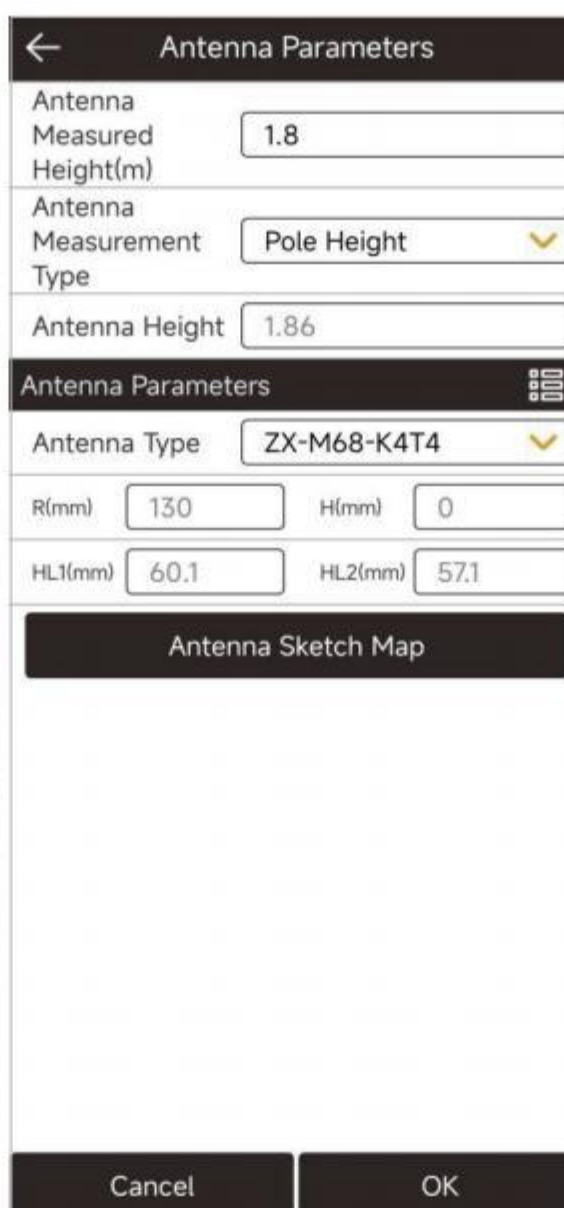 Antenna Parameters
Antenna
Measured
Height(m)
1.8
Antenna
Measurement
Type
Pole Height
Antenna Height
1.86
Antenna Parameters
Antenna Type
ZX-M68-K4T4
R(mm) 130 H(mm) 0
HL1(mm) 60.1 HL2(mm) 57.1
Antenna Sketch Map
Cancel OK